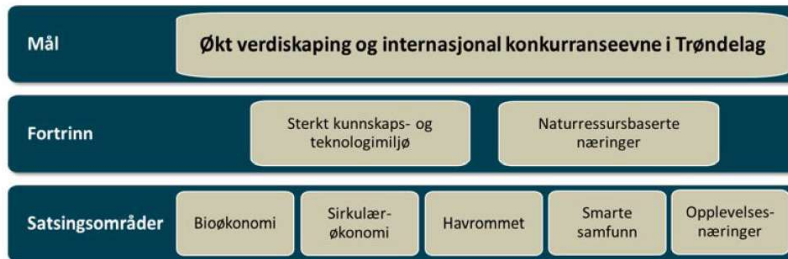 Mål
Økt verdiskaping og internasjonal konkurranseevne i Trøndelag
Fortrinn
Sterkt kunnskaps- og
teknologimiljø
Naturressursbaserte
næringer
Satsingsområder
Bioøkonomi
Sirkulær-
økonomi
Havrommet
Smarte
samfunn
Opplevelses-
næringer